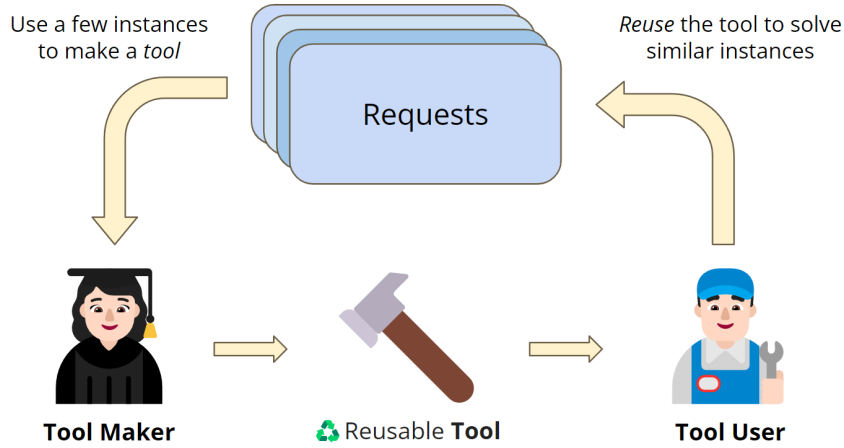 Use a few instances
to make a tool
Reuse the tool to solve
similar instances
Requests
Tool Maker
Reusable Tool
Tool User